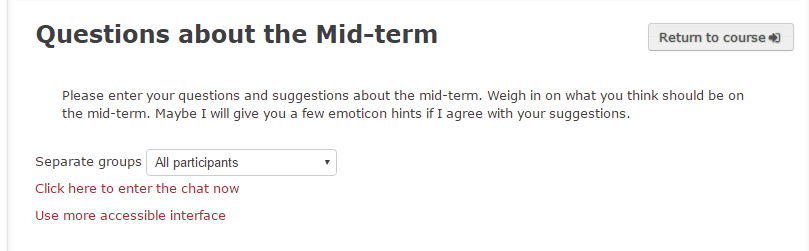 Questions about the Mid-term
Return to course
Please enter your questions and suggestions about the mid-term. Weigh in on what you think should be on
the mid-term. Maybe I will give you a few emoticon hints if I agree with your suggestions.
Separate groups All participants
Click here to enter the chat now
Use more accessible interface